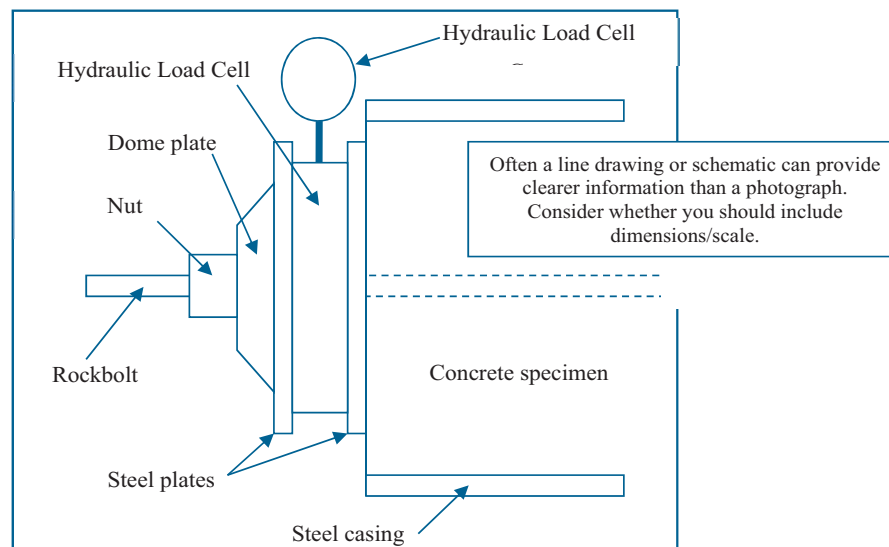 Hydraulic Load Cell
Hydraulic Load Cell
Dome plate
Nut
Often a line drawing or schematic can provide
clearer information than a photograph.
Consider whether you should include
dimensions/scale.
Rockbolt
Concrete specimen
Steel plates
Steel casing